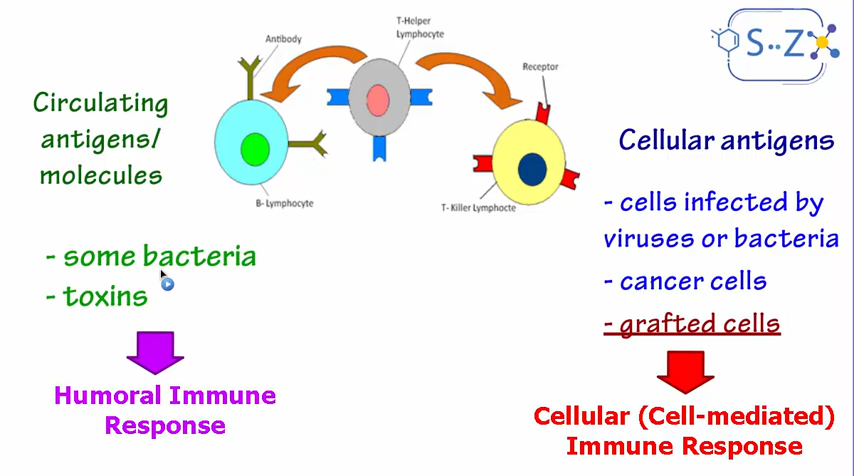 S••Z
T-Helper
Lymphocyte
Antibody
Receptor
Circulating
antigens/
molecules
Cellular antigens
B- Lymphocyte
T- Killer Lymphocte
- some bacteria
- toxins
- cells infected by
viruses or bacteria
- cancer cells
- grafted cells
Humoral Immune
Response
Cellular (Cell-mediated)
Immune Response